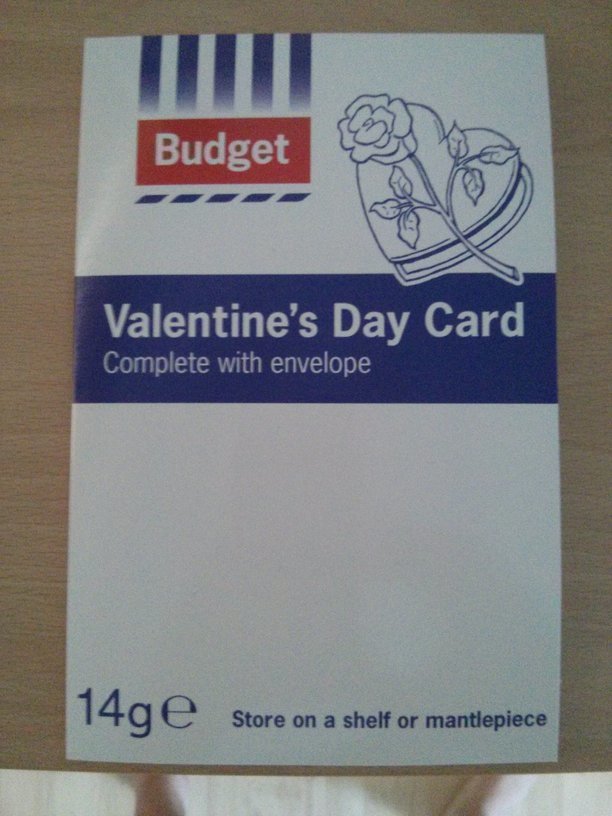 Budget
Valentine's Day Card
Complete with envelope
14g℮ Store on a shelf or mantlepiece